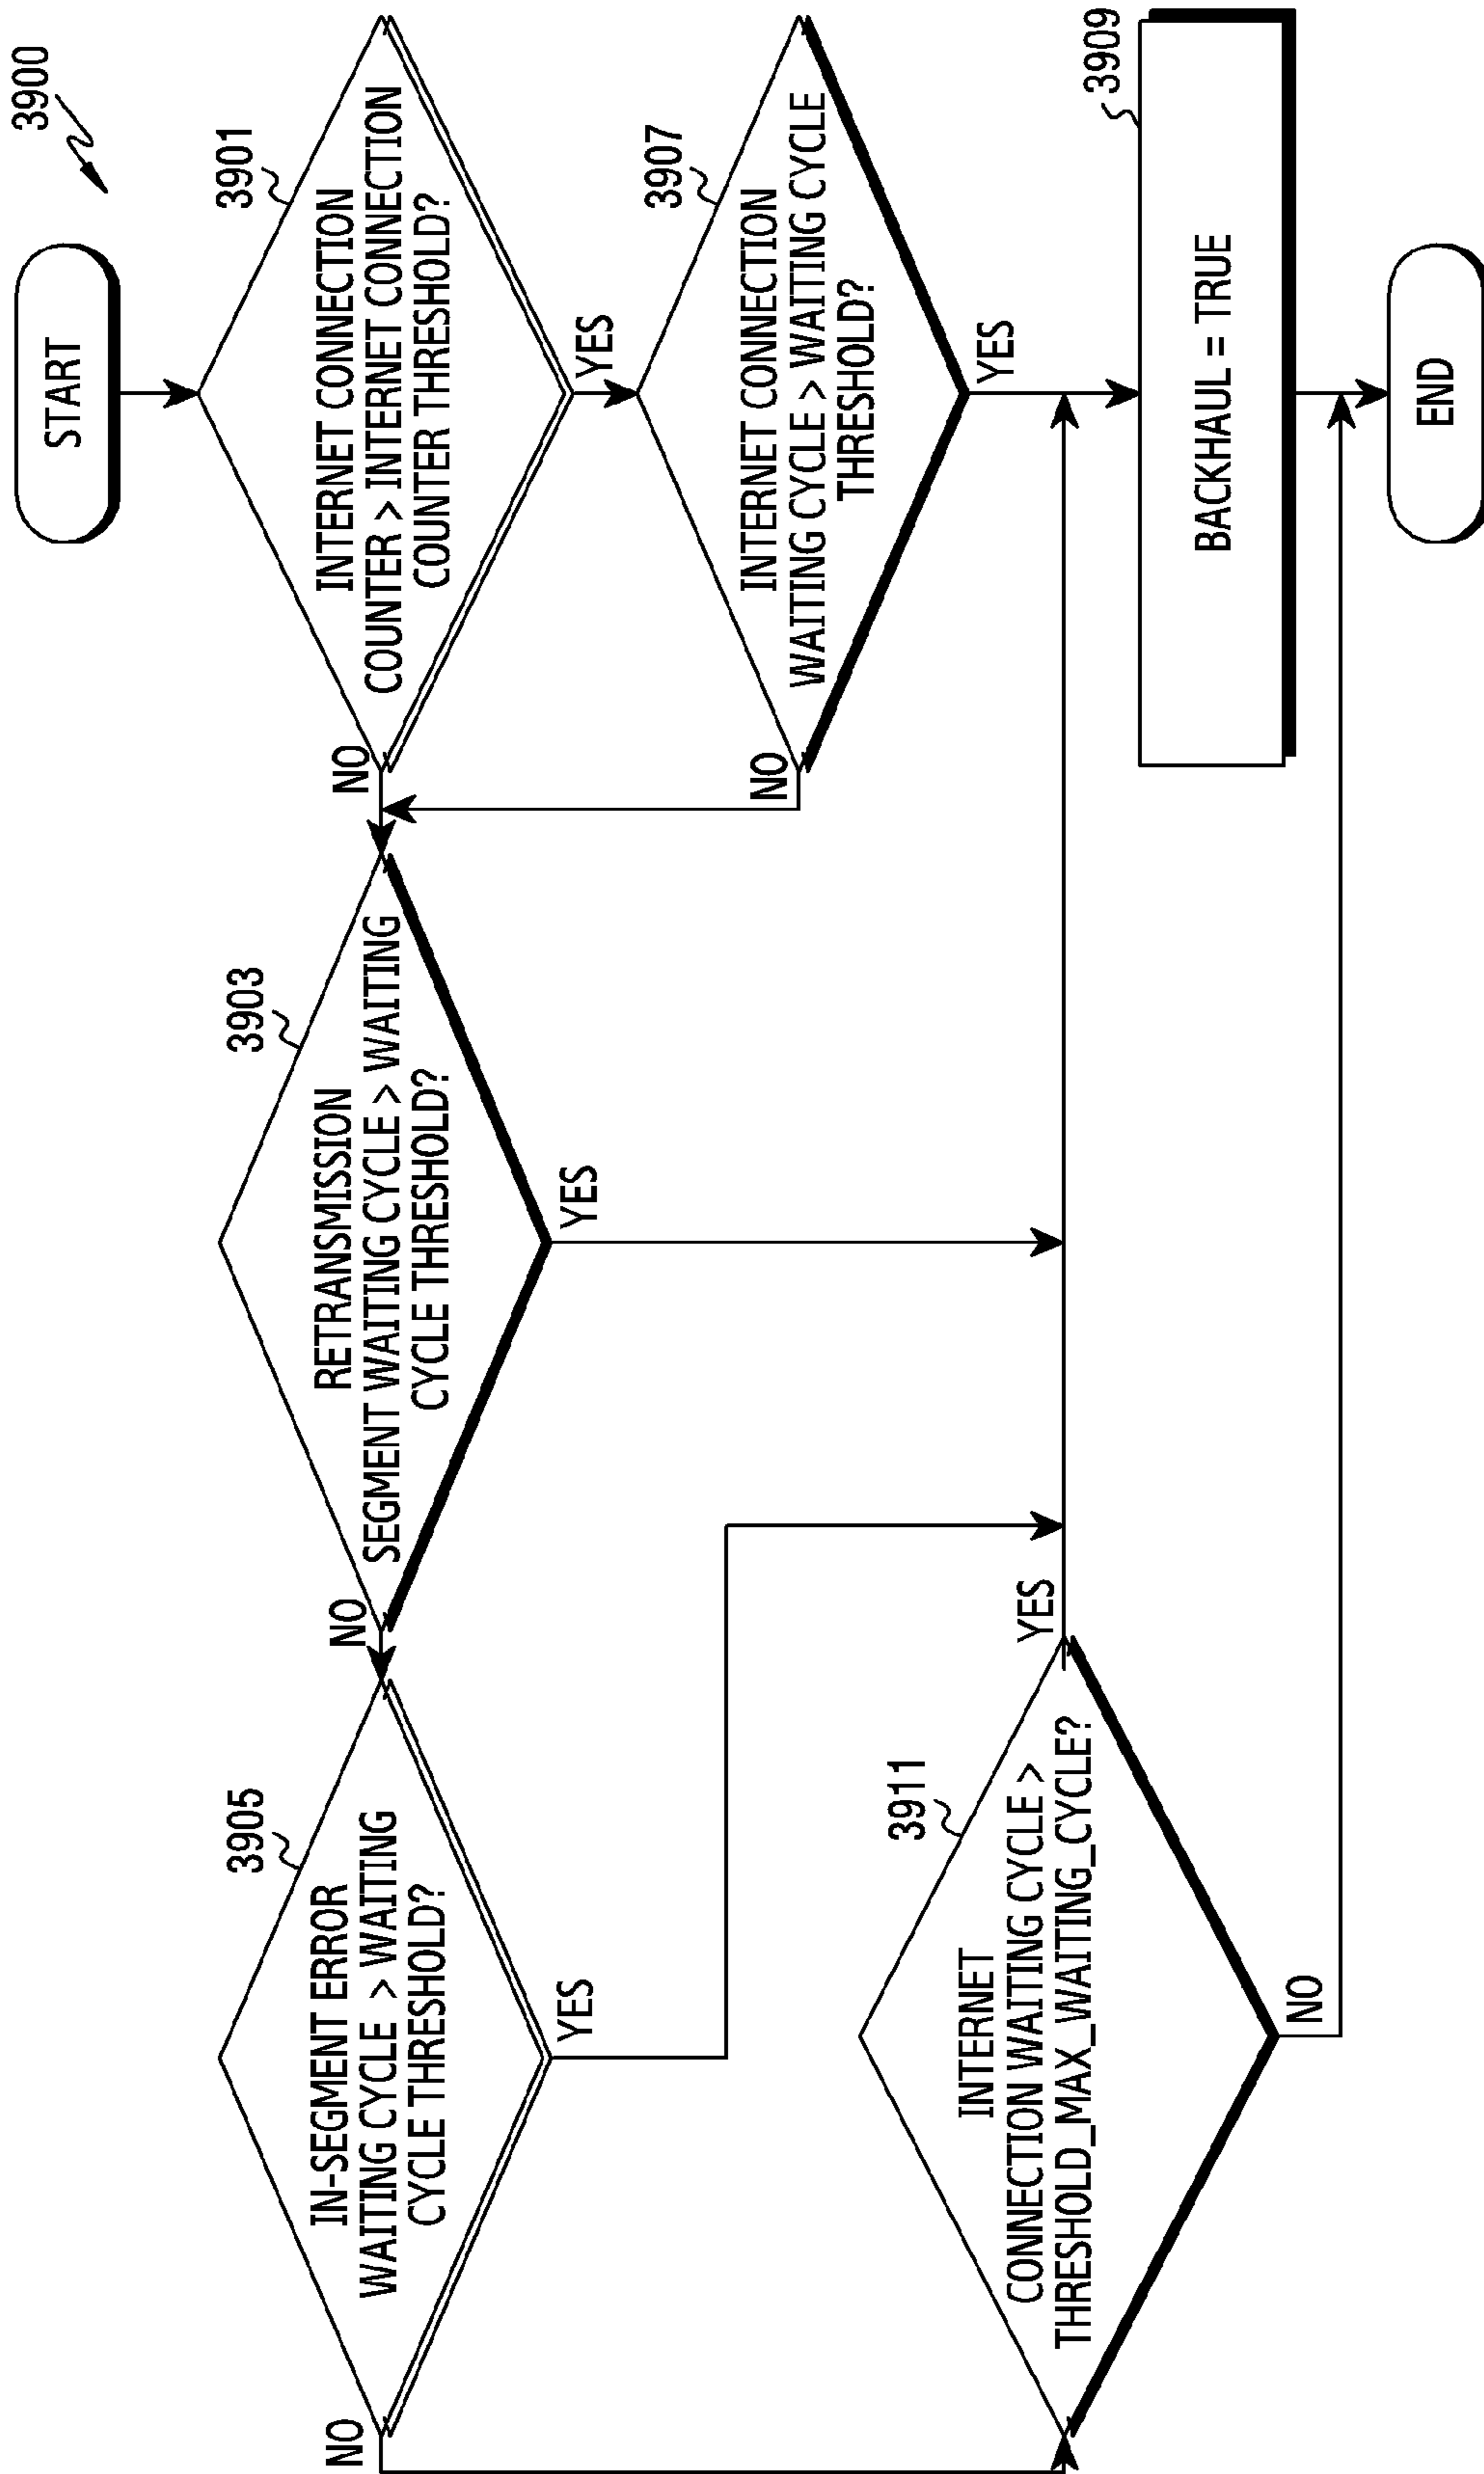 3900
START
3901
INTERNET CONNECTION
COUNTER > INTERNET CONNECTION
COUNTER THRESHOLD?
NO
YES
3903
RETRANSMISSION
SEGMENT WAITING CYCLE > WAITING
CYCLE THRESHOLD?
NO
YES
3905
IN-SEGMENT ERROR
WAITING CYCLE > WAITING
CYCLE THRESHOLD?
NO
YES
3907
INTERNET CONNECTION
WAITING CYCLE > WAITING CYCLE
THRESHOLD?
NO
YES
3911
INTERNET
CONNECTION WAITING CYCLE >
THRESHOLD_MAX_WAITING_CYCLE?
YES
NO
3909
BACKHAUL = TRUE
END